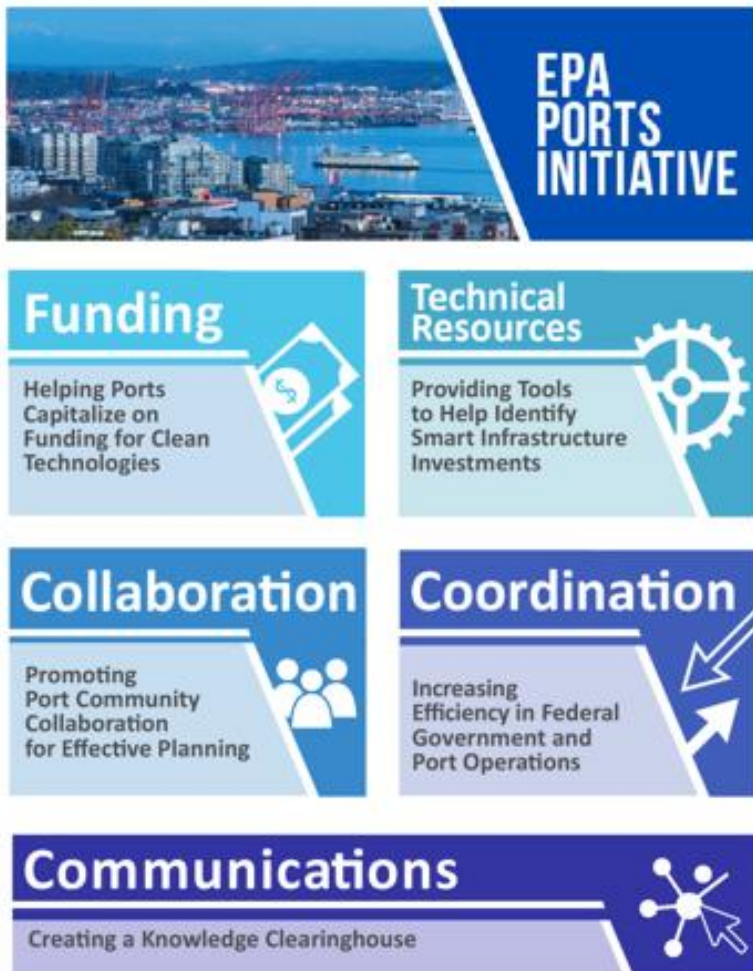 EPA
PORTS
INITIATIVE
Funding
Helping Ports
Capitalize on
Funding for Clean
Technologies
Technical
Resources
Providing Tools
to Help Identify
Smart Infrastructure
Investments
Collaboration
Promoting
Port Community
Collaboration
for Effective Planning
Coordination
Increasing
Efficiency in Federal
Government and
Port Operations
Communications
Creating a Knowledge Clearinghouse